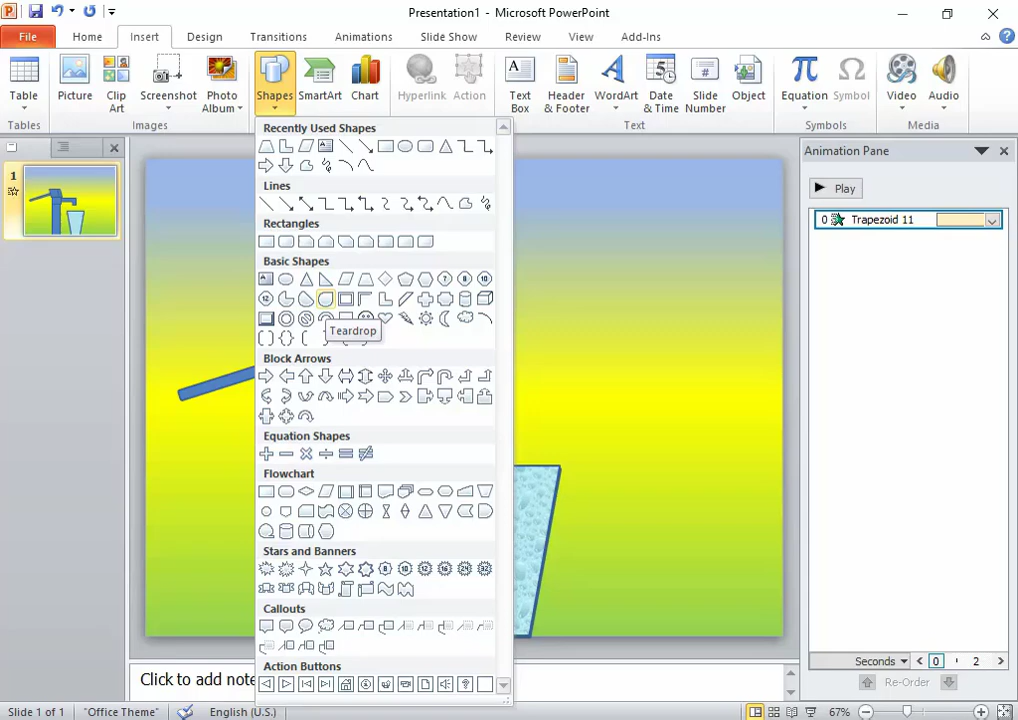 Presentation1 - Microsoft PowerPoint
File Home Insert Design Transitions Animations Slide Show Review View Add-Ins
Table
Picture
Clip Art
Screenshot
Photo Album
Shapes
SmartArt
Chart
Hyperlink
Action
Text Box
Header & Footer
WordArt
Date & Time
Slide Number
Object
Equation
Symbol
Video
Audio
Tables
Images
Text
Symbols
Media
Recently Used Shapes
Lines
Rectangles
Basic Shapes
Teardrop
Block Arrows
Equation Shapes
Flowchart
Stars and Banners
Callouts
Action Buttons
1
Animation Pane
Play
0 Trapezoid 11
Seconds 0 2
Re-Order
Click to add note
Slide 1 of 1 "Office Theme" English (U.S.) 67%